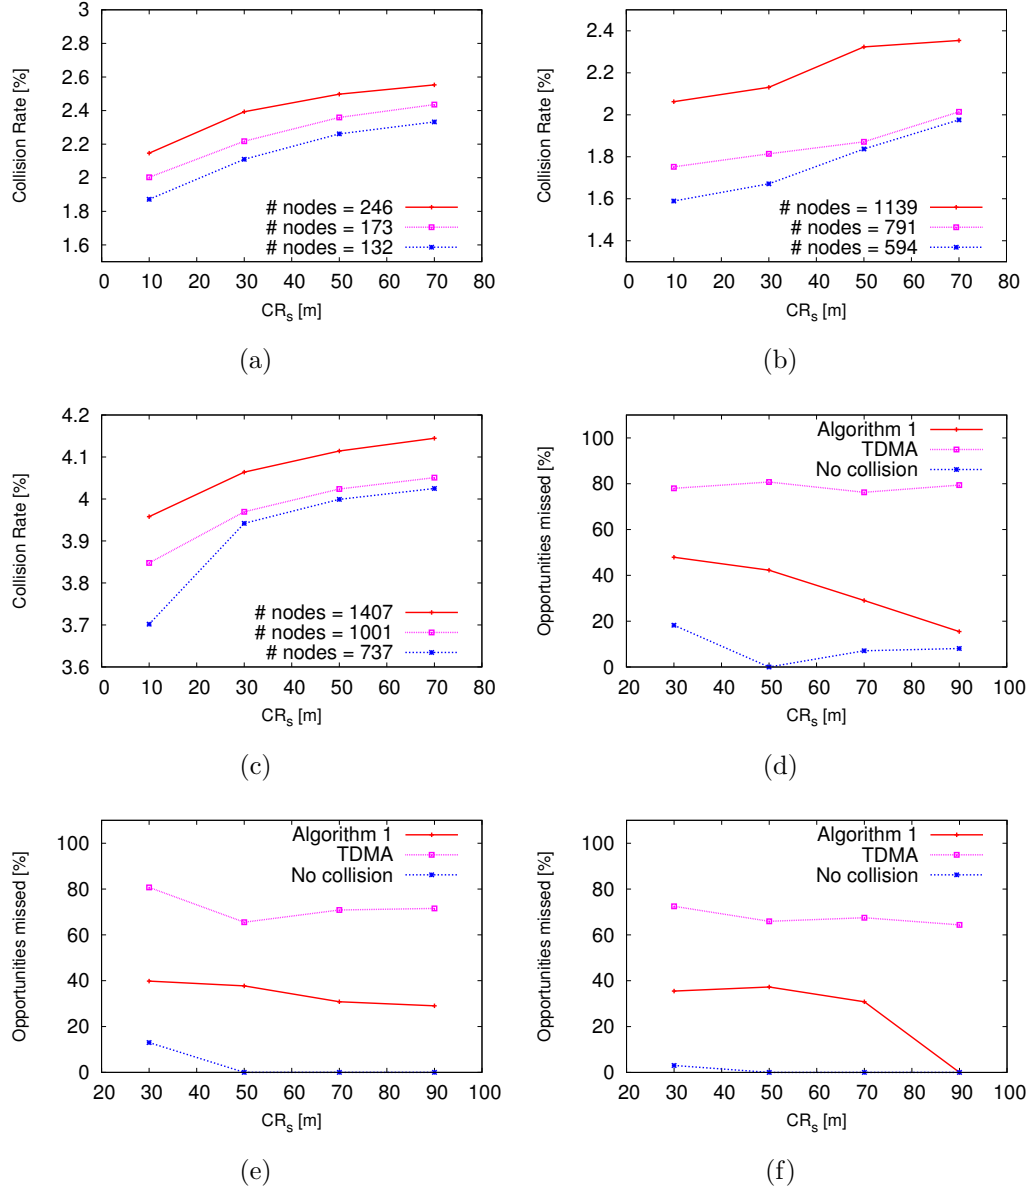 3
2.8
2.6
2.4
2.2
2
1.8
1.6
Collision Rate [%]
# nodes = 246
# nodes = 173
# nodes = 132
0 10 20 30 40 50 60 70 80
CRs [m]
(a)
2.4
2.2
2
1.8
1.6
1.4
Collision Rate [%]
# nodes = 1139
# nodes = 791
# nodes = 594
0 10 20 30 40 50 60 70 80
CRs [m]
(b)
4.2
4.1
4
3.9
3.8
3.7
3.6
Collision Rate [%]
# nodes = 1407
# nodes = 1001
# nodes = 737
0 10 20 30 40 50 60 70 80
CRs [m]
(c)
100
80
60
40
20
0
Opportunities missed [%]
Algorithm 1
TDMA
No collision
20 30 40 50 60 70 80 90 100
CRs [m]
(d)
100
80
60
40
20
0
Opportunities missed [%]
Algorithm 1
TDMA
No collision
20 30 40 50 60 70 80 90 100
CRs [m]
(e)
100
80
60
40
20
0
Opportunities missed [%]
Algorithm 1
TDMA
No collision
20 30 40 50 60 70 80 90 100
CRs [m]
(f)